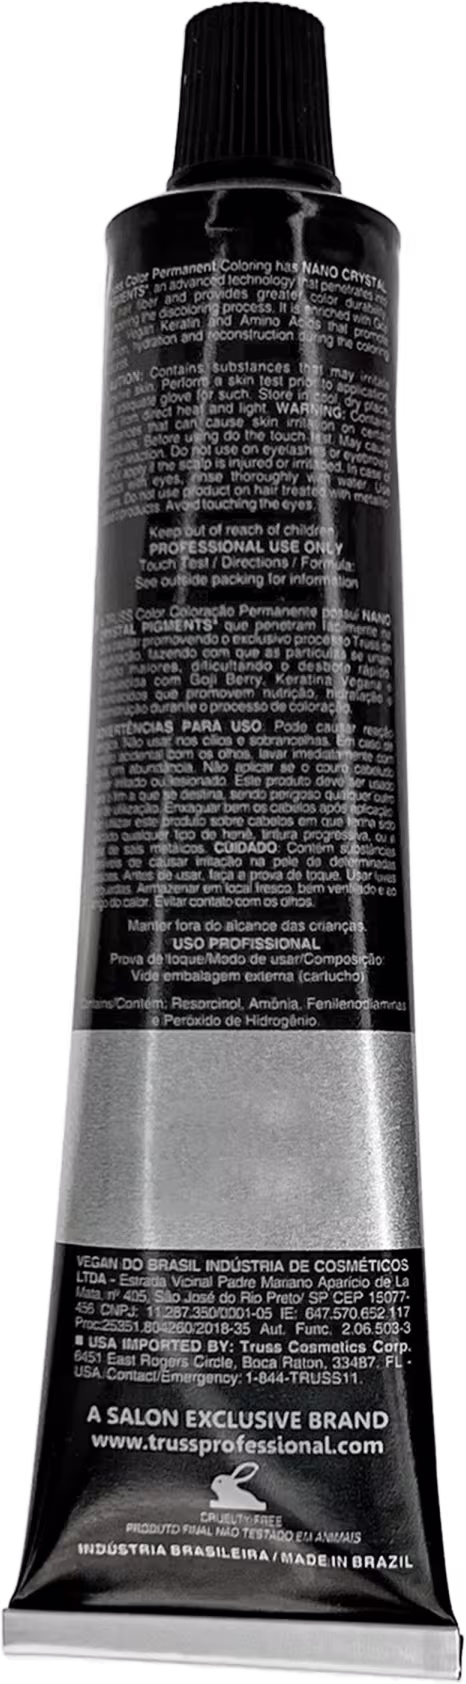 Color Permanent Coloring has NANO CRYSTAL
an advanced technology that penetrates into
fiber and provides greater color durability
the discoloring process. It is enriched with Goji
Vegan Keratin and Amino Acids that promote
hydration and reconstruction during the coloring
Contains substances that may irritate
skin. Perform a skin test prior to application
adequate glove for such. Store in cool, dry place,
from direct heat and light. WARNING: Contains
that can cause skin irritation on certain
Before using do the touch test. May cause
reaction. Do not use on eyelashes or eyebrows.
not apply if the scalp is injured or irritated. In case of
with eyes, rinse thoroughly with water. Use
Do not use product on hair treated with metallic
products. Avoid touching the eyes.
Keep out of reach of children
PROFESSIONAL USE ONLY
Touch Test / Directions / Formula:
See outside packing for information
TRUSS Color Coloração Permanente possui NANO
CRYSTAL PIGMENTS² que penetram facilmente na
promovendo o exclusivo processo Truss de
fazendo com que as partículas se unam
maiores, dificultando o desbote rápido.
com Goji Berry, Keratina Vegana e
que promovem nutrição, hidratação e
durante o processo de coloração.
ADVERTÊNCIAS PARA USO: Pode causar reação
Não usar nos cílios e sobrancelhas. Em caso de
acidental com os olhos, lavar imediatamente com
em abundância. Não aplicar se o couro cabeludo
irritado ou lesionado. Este produto deve ser usado
o fim a que se destina, sendo perigoso qualquer outro
utilização. Enxaguar bem os cabelos após aplicação.
utilizar este produto sobre cabelos em que tenha sido
qualquer tipo de henê, tintura progressiva, ou
de sais metálicos. CUIDADO: Contém substâncias
de causar irritação na pele de determinadas
Antes de usar, faça a prova de toque. Usar luvas
Armazenar em local fresco, bem ventilado e ao
do calor. Evitar contato com os olhos.
Manter fora do alcance das crianças.
USO PROFISSIONAL
Prova de toque/Modo de usar/Composição:
Vide embalagem externa (cartucho)
Contains/Contém: Resorcinol, Amônia, Fenilenodiaminas
e Peróxido de Hidrogênio.
VEGAN DO BRASIL INDÚSTRIA DE COSMÉTICOS
LTDA - Estrada Vicinal Padre Mariano Aparício de La
Mata, nº 405, São José do Rio Preto/ SP CEP 15077-
456 CNPJ: 11.287.350/0001-05 IE: 647.570.652.117
Proc:25351.804260/2018-35 Aut. Func. 2.06.503-3
■ USA IMPORTED BY: Truss Cosmetics Corp.
6451 East Rogers Circle, Boca Raton, 33487. FL -
USA. Contact/Emergency: 1-844-TRUSS11.
A SALON EXCLUSIVE BRAND
www.trussprofessional.com
CRUELTY-FREE
PRODUTO FINAL NÃO TESTADO EM ANIMAIS
INDÚSTRIA BRASILEIRA / MADE IN BRAZIL